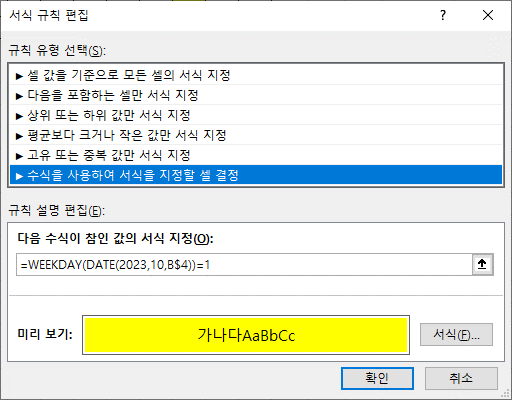 서식 규칙 편집
규칙 유형 선택(S):
► 셀 값을 기준으로 모든 셀의 서식 지정
► 다음을 포함하는 셀만 서식 지정
► 상위 또는 하위 값만 서식 지정
► 평균보다 크거나 작은 값만 서식 지정
► 고유 또는 중복 값만 서식 지정
► 수식을 사용하여 서식을 지정할 셀 결정
규칙 설명 편집(E):
다음 수식이 참인 값의 서식 지정(O):
=WEEKDAY(DATE(2023,10,B$4))=1
미리 보기: 가나다AaBbCc 서식(F)...
확인 취소